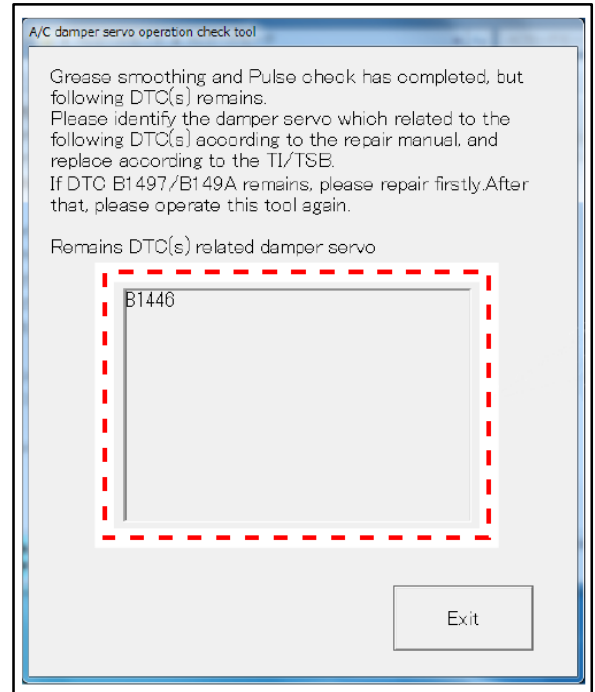 A/C damper servo operation check tool
Grease smoothing and Pulse check has completed, but
following DTC(s) remains.
Please identify the damper servo which related to the
following DTC(s) according to the repair manual, and
replace according to the TI/TSB.
If DTC B1497/B149A remains, please repair firstly.After
that, please operate this tool again.
Remains DTC(s) related damper servo
B1446
Exit